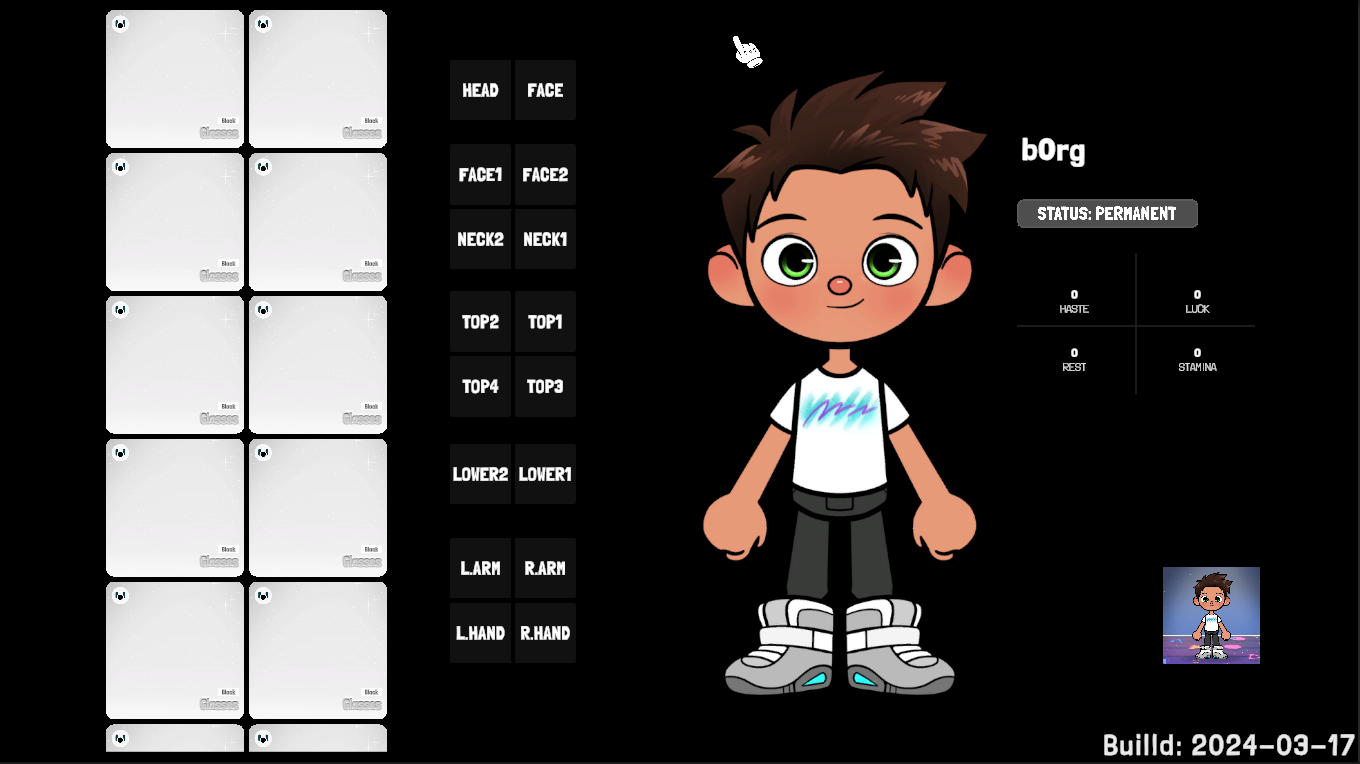 Black Black
Glasses Glasses
Black Black
Glasses Glasses
Black Black
Glasses Glasses
Black Black
Glasses Glasses
Black Black
Glasses Glasses
HEAD FACE
FACE1 FACE2
NECK2 NECK1
TOP2 TOP1
TOP4 TOP3
LOWER2 LOWER1
L.ARM R.ARM
L.HAND R.HAND
b0rg
STATUS: PERMANENT
0 0
HASTE LUCK
0 0
REST STAMINA
Builld: 2024-03-17